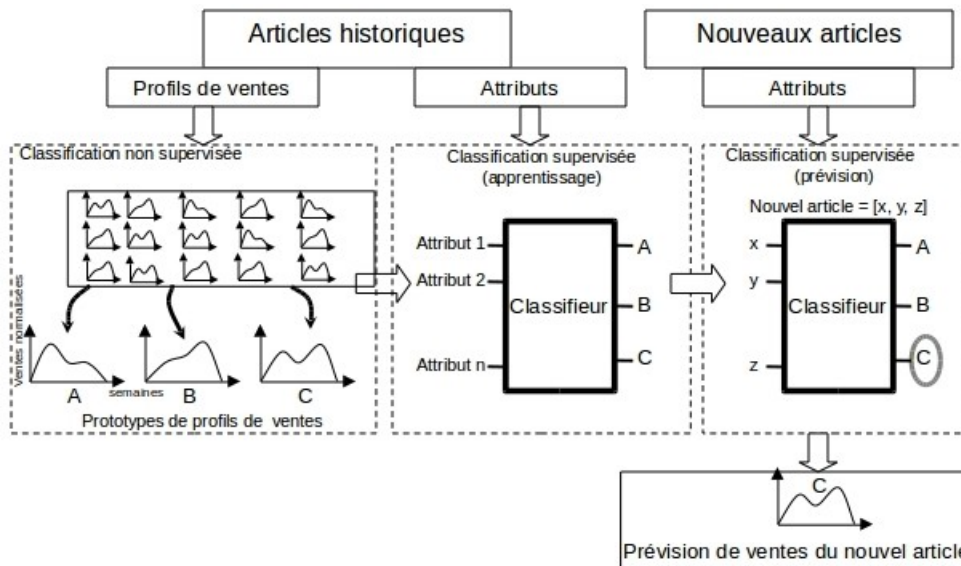 Articles historiques
Nouveaux articles
Profils de ventes
Attributs
Attributs
Classification non supervisée
Ventes normalisées
A
semaines
B
C
Prototypes de profils de ventes
Classification supervisée
(apprentissage)
Attribut 1
Attribut 2
Attribut n
Classifieur
A
B
C
Classification supervisée
(prévision)
Nouvel article = [x, y, z]
x
y
z
Classifieur
A
B
C
C
Prévision de ventes du nouvel article